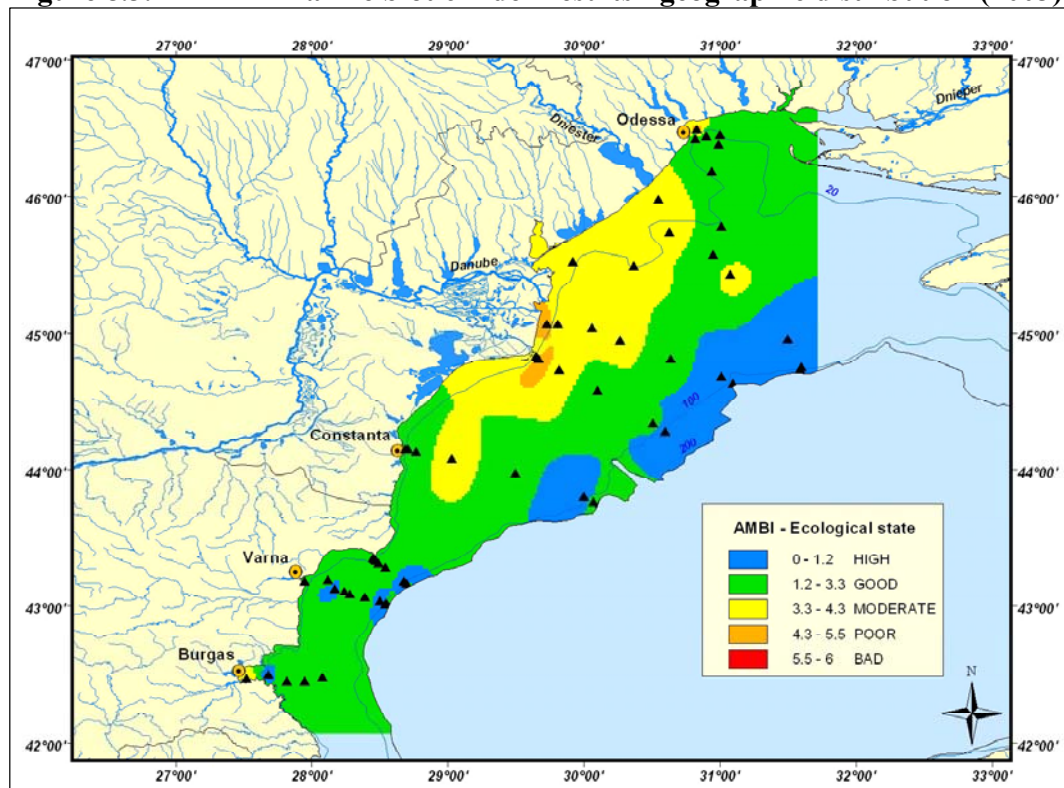 Figure
geographic distribution
27°00' 28°00' 29°00' 30°00' 31°00' 32°00' 33°00'
47°00' 47°00'
Dnieper
Odessa
Dniester
46°00' 20 46°00'
Danube
45°00' 45°00'
100
Constanta
200
44°00' 44°00'
AMBI - Ecological state
0 - 1.2 HIGH
1.2 - 3.3 GOOD
3.3 - 4.3 MODERATE
4.3 - 5.5 POOR
5.5 - 6 BAD
Varna
43°00' 43°00'
Burgas
N
42°00' 42°00'
27°00' 28°00' 29°00' 30°00' 31°00' 32°00' 33°00'